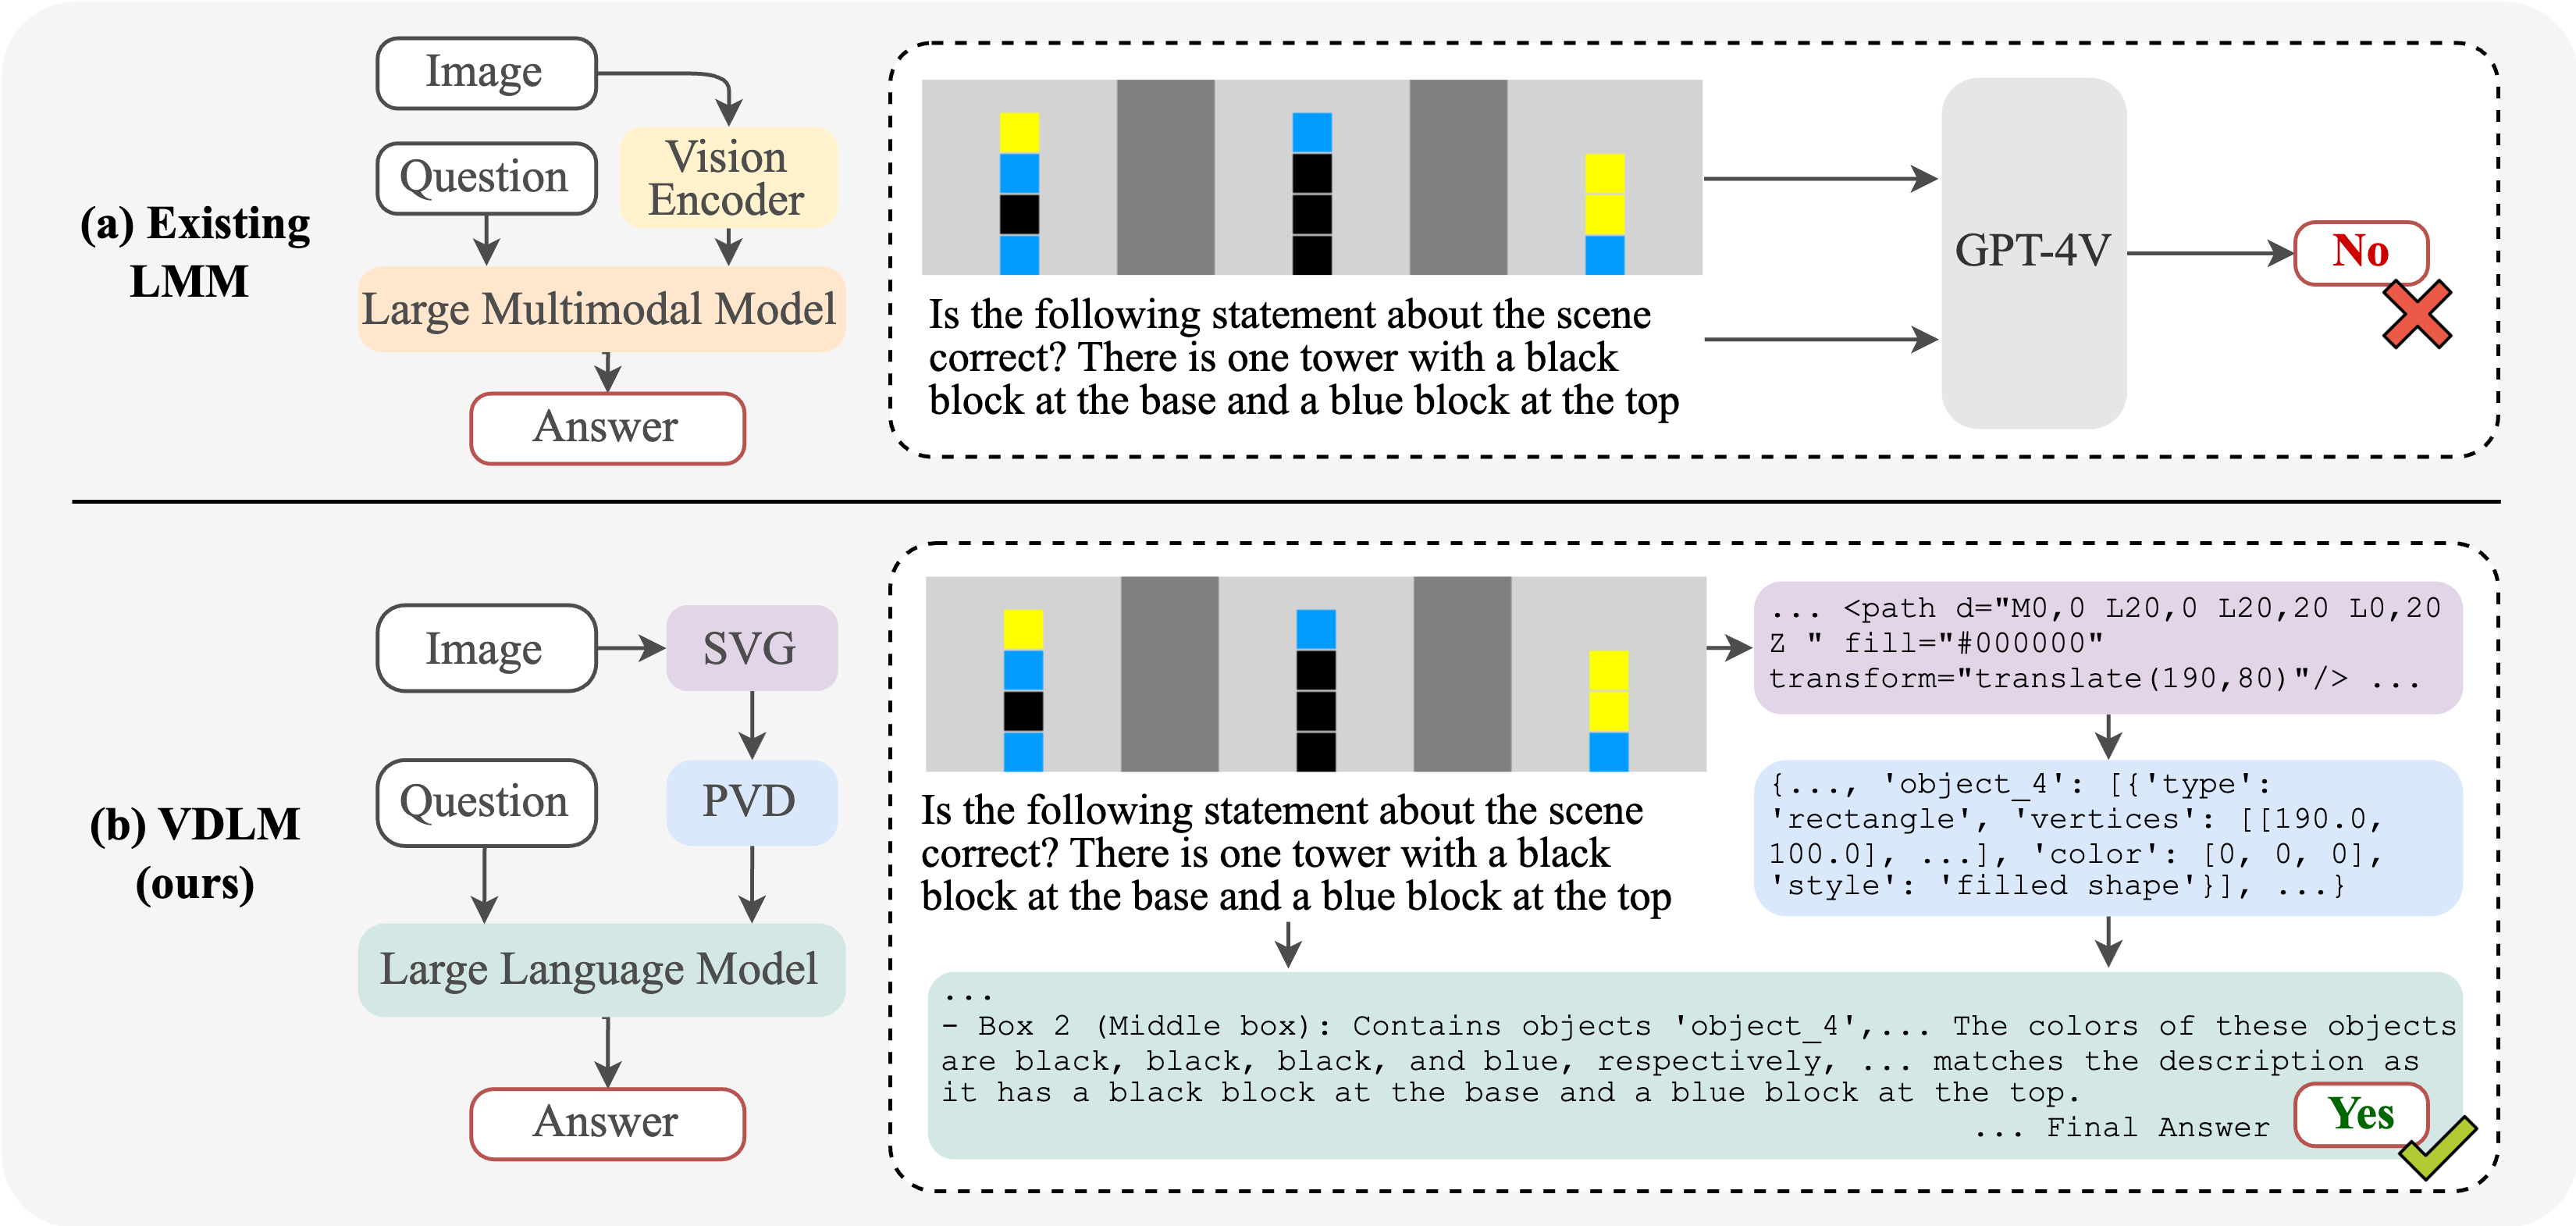 (a) Existing
LMM
Image
Question
Vision
Encoder
Large Multimodal Model
Answer
Is the following statement about the scene
correct? There is one tower with a black
block at the base and a blue block at the top
GPT-4V
No
(b) VDLM
(ours)
Image
SVG
Question
PVD
Large Language Model
Answer
Is the following statement about the scene
correct? There is one tower with a black
block at the base and a blue block at the top
... <path d="M0,0 L20,0 L20,20 L0,20
Z " fill="#000000"
transform="translate(190,80)"/> ...
{..., 'object_4': [{'type':
'rectangle', 'vertices': [[190.0,
100.0], ...], 'color': [0, 0, 0],
'style': 'filled shape'}], ...}
...
- Box 2 (Middle box): Contains objects 'object_4',... The colors of these objects
are black, black, black, and blue, respectively, ... matches the description as
it has a black block at the base and a blue block at the top.
... Final Answer
Yes